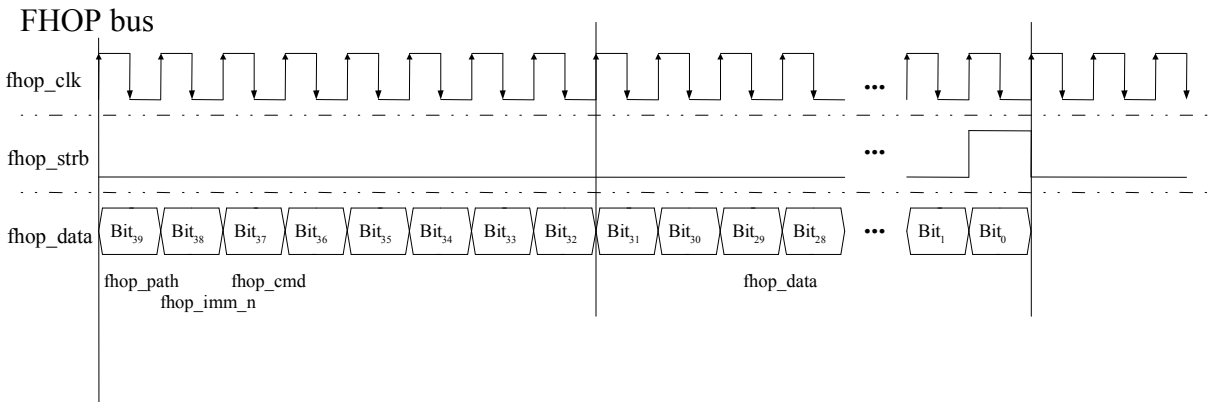 FHOP bus
fhop_clk
•••
fhop_strb
•••
fhop_data Bit39 Bit38 Bit37 Bit36 Bit35 Bit34 Bit33 Bit32 Bit31 Bit30 Bit29 Bit28 ••• Bit1 Bit0
fhop_path fhop_cmd fhop_data
fhop_imm_n